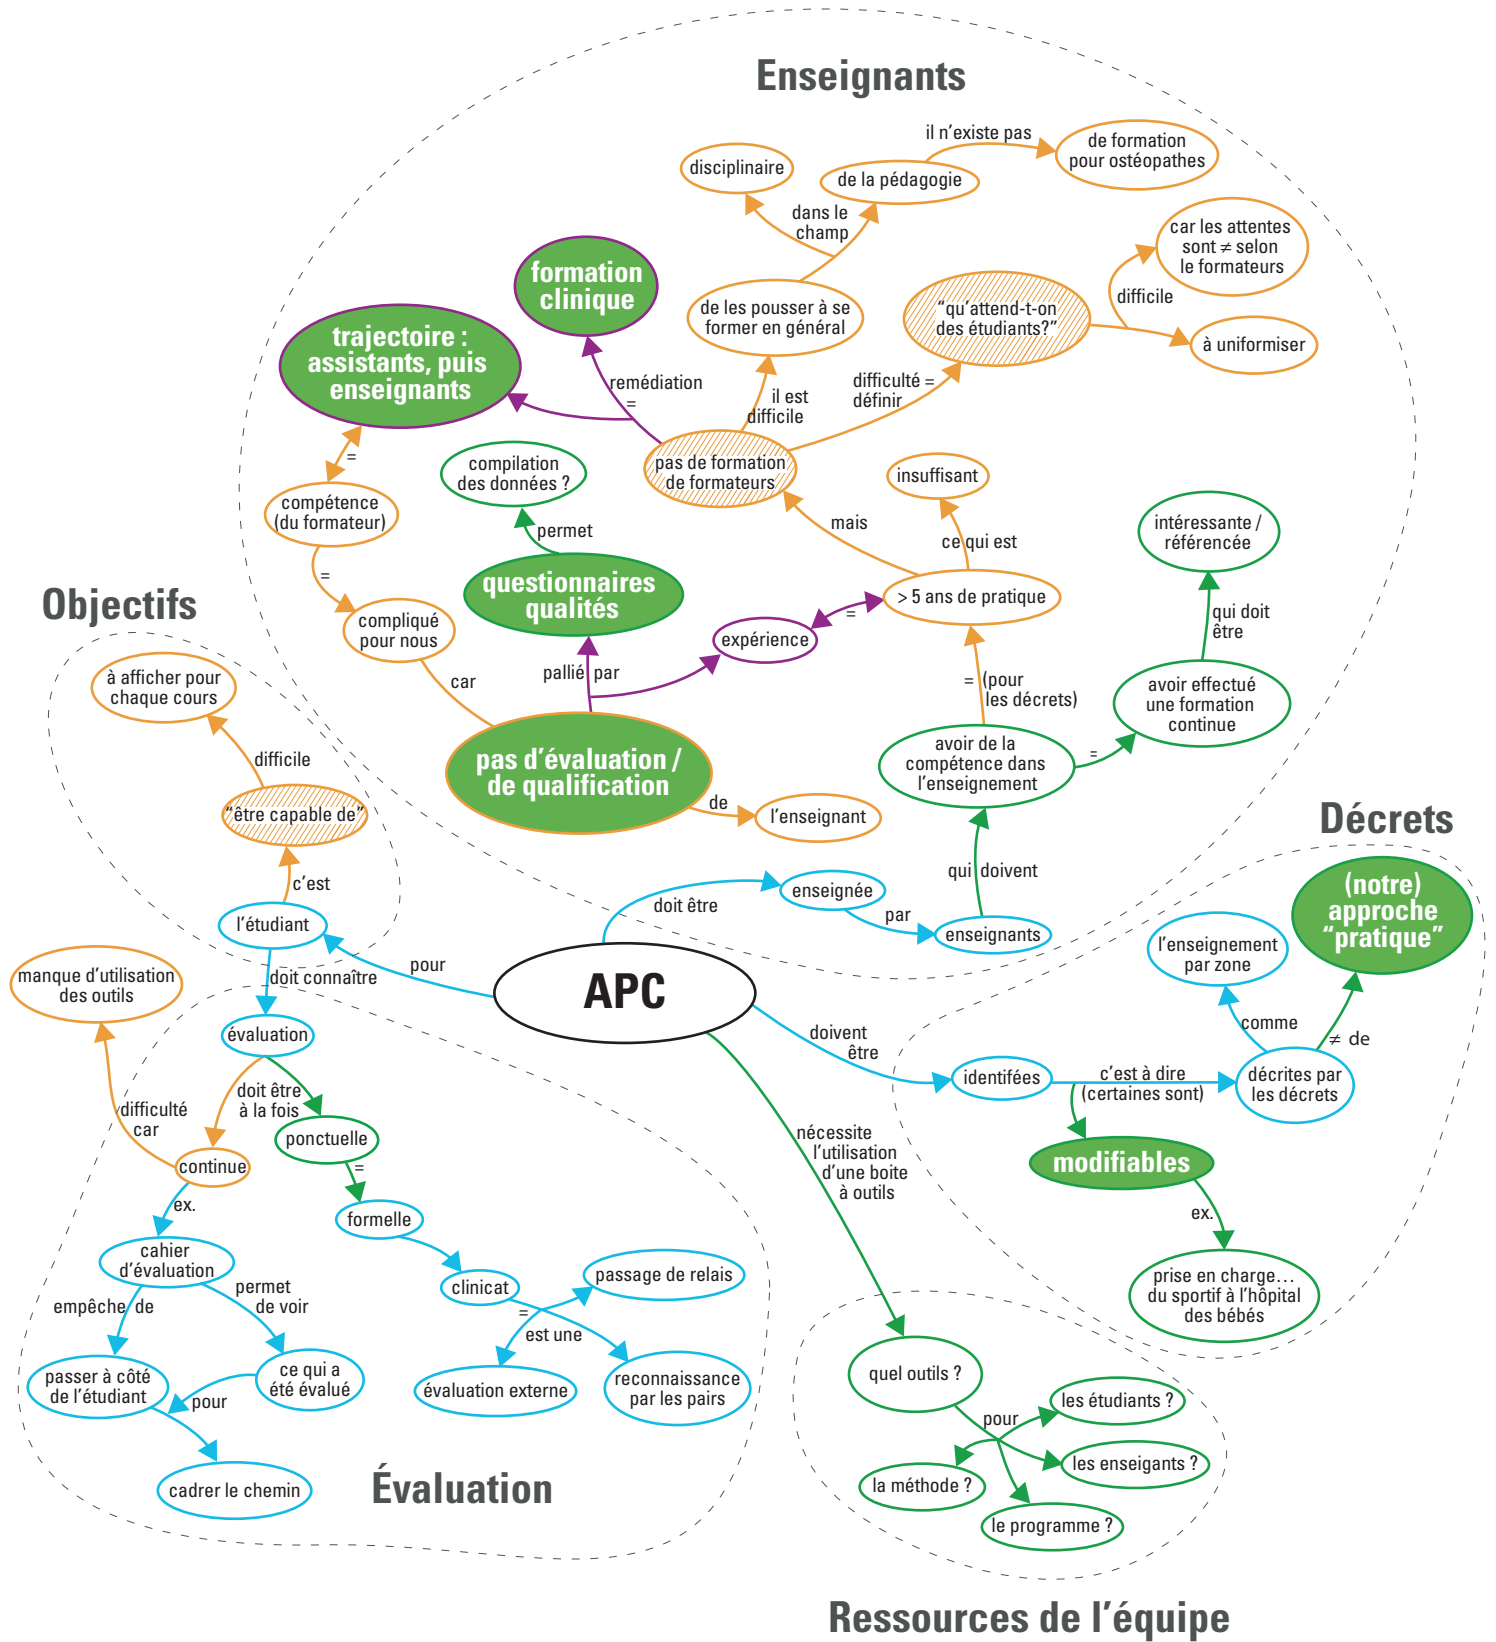 Enseignants
il n’existe pas
de formation
pour ostéopathes
disciplinaire
de la pédagogie
dans le
champ
car les attentes
sont ≠ selon
le formateurs
formation
clinique
de les pousser à se
former en général
“qu’attend-t-on
des étudiants?”
difficile
à uniformiser
trajectoire :
assistants, puis
enseignants
remédiation
=
il est
difficile
difficulté =
définir
=
compilation
des données ?
pas de formation
de formateurs
insuffisant
compétence
(du formateur)
permet
mais
ce qui est
intéressante /
référencée
=
questionnaires
qualités
> 5 ans de pratique
qui doit
être
Objectifs
compliqué
pour nous
expérience
=
pallié par
car
= (pour
les décrets)
avoir effectué
une formation
continue
à afficher pour
chaque cours
difficile
pas d’évaluation /
de qualification
avoir de la
compétence dans
l’enseignement
=
“être capable de”
de
l’enseignant
Décrets
c’est
qui doivent
l’étudiant
doit être
enseignée
par
enseignants
(notre)
approche
“pratique”
l’enseignement
par zone
pour
APC
doit connaître
manque d’utilisation
des outils
évaluation
doivent
être
comme
≠ de
identifées
c’est à dire
(certaines sont)
décrites par
les décrets
difficulté
car
doit être
à la fois
ponctuelle
continue
=
nécessite
l’utilisation
d’une boite
à outils
modifiables
ex.
formelle
ex.
cahier
d’évaluation
clinicat
passage de relais
prise en charge…
du sportif à l’hôpital
des bébés
empêche de
permet
de voir
=
est une
passer à côté
de l’étudiant
ce qui a
été évalué
pour
évaluation externe
reconnaissance
par les pairs
quel outils ?
pour
les étudiants ?
les enseigants ?
la méthode ?
le programme ?
cadrer le chemin
Évaluation
Ressources de l’équipe